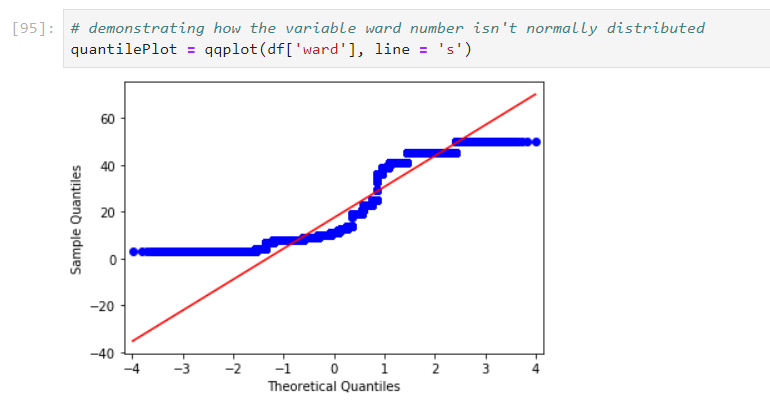 [95]: # demonstrating how the variable ward number isn't normally distributed
quantilePlot = qqplot(df['ward'], line = 's')
60
40
20
0
−20
−40
Sample Quantiles
−4 −3 −2 −1 0 1 2 3 4
Theoretical Quantiles